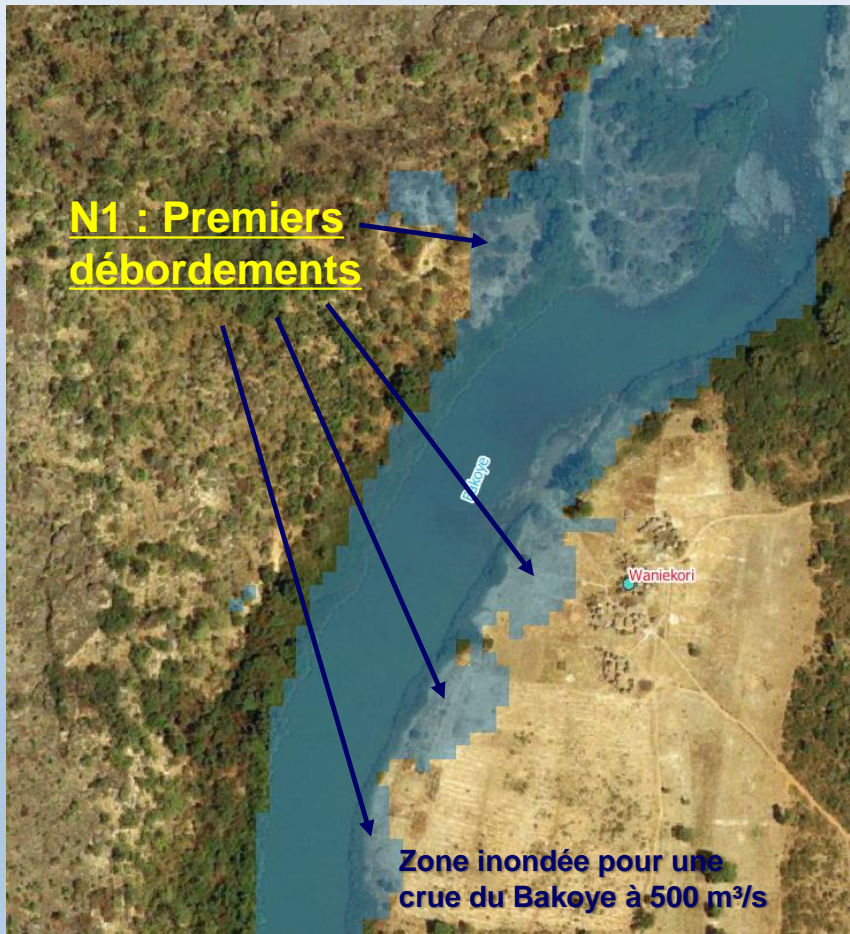 N1 : Premiers
débordements
Bakoye
Waniekori
Zone inondée pour une
crue du Bakoye à 500 m³/s